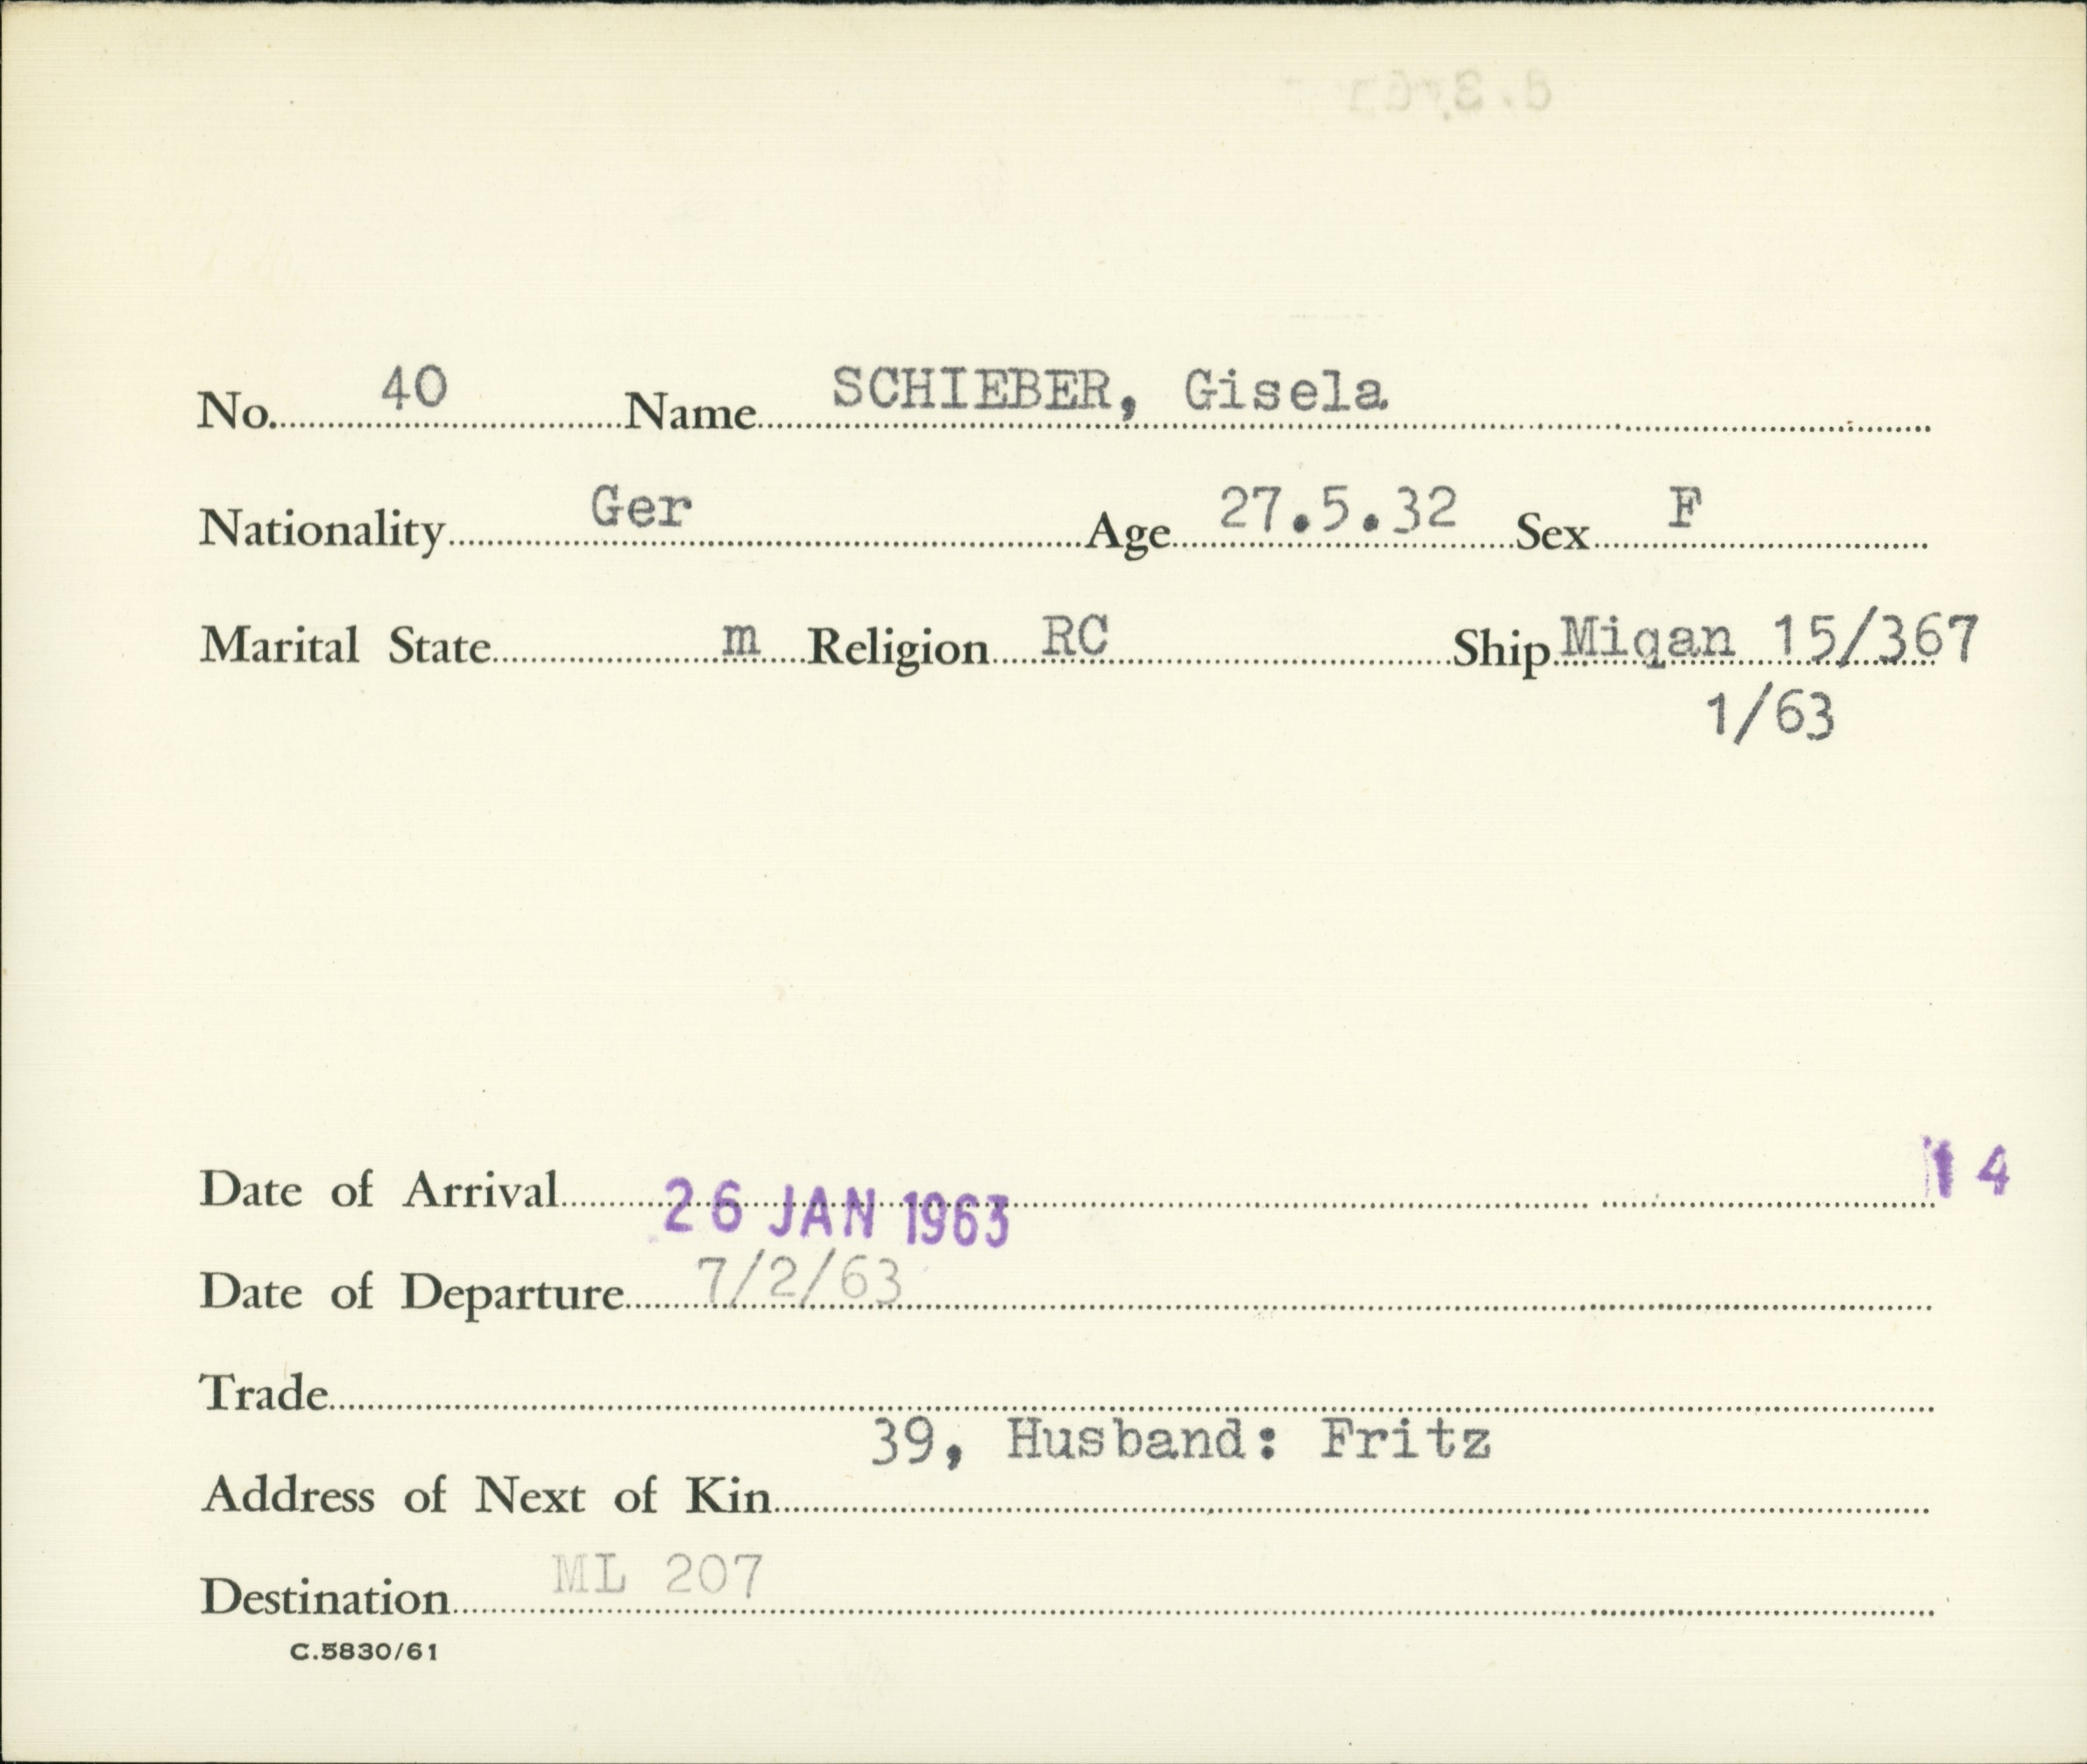 No. 40 Name SCHIEBER, Gisela
Nationality Ger Age 27.5.32 Sex F
Marital State m Religion RC Ship Miqan 15/367
1/63
14
Date of Arrival 26 JAN 1963
Date of Departure 7/2/63
Trade
39, Husband: Fritz
Address of Next of Kin
Destination ML 207
C.5830/61